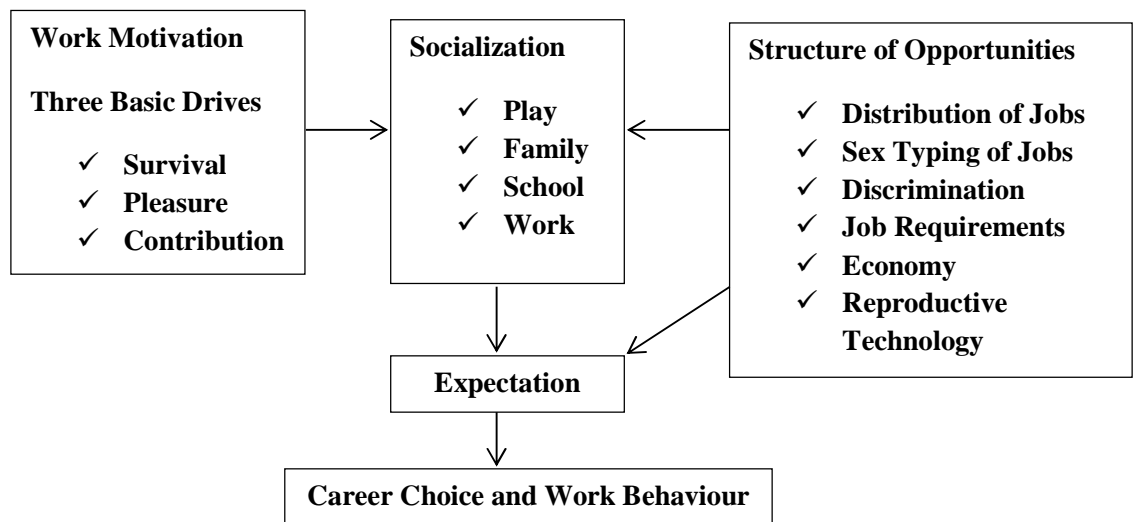 Work Motivation
Three Basic Drives
✓ Survival
✓ Pleasure
✓ Contribution
Socialization
✓ Play
✓ Family
✓ School
✓ Work
Structure of Opportunities
✓ Distribution of Jobs
✓ Sex Typing of Jobs
✓ Discrimination
✓ Job Requirements
✓ Economy
✓ Reproductive
Technology
Expectation
Career Choice and Work Behaviour